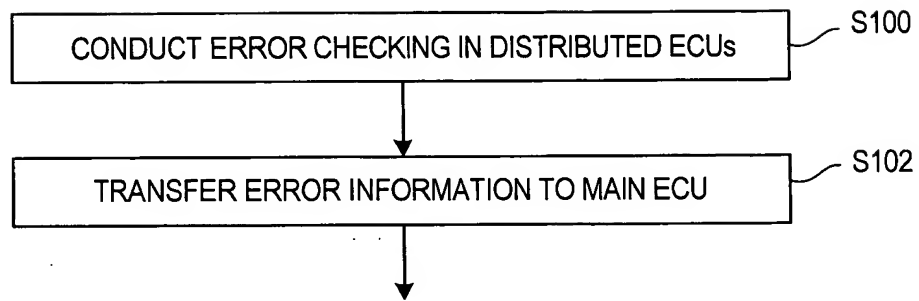 CONDUCT ERROR CHECKING IN DISTRIBUTED ECUs
S100
TRANSFER ERROR INFORMATION TO MAIN ECU
S102